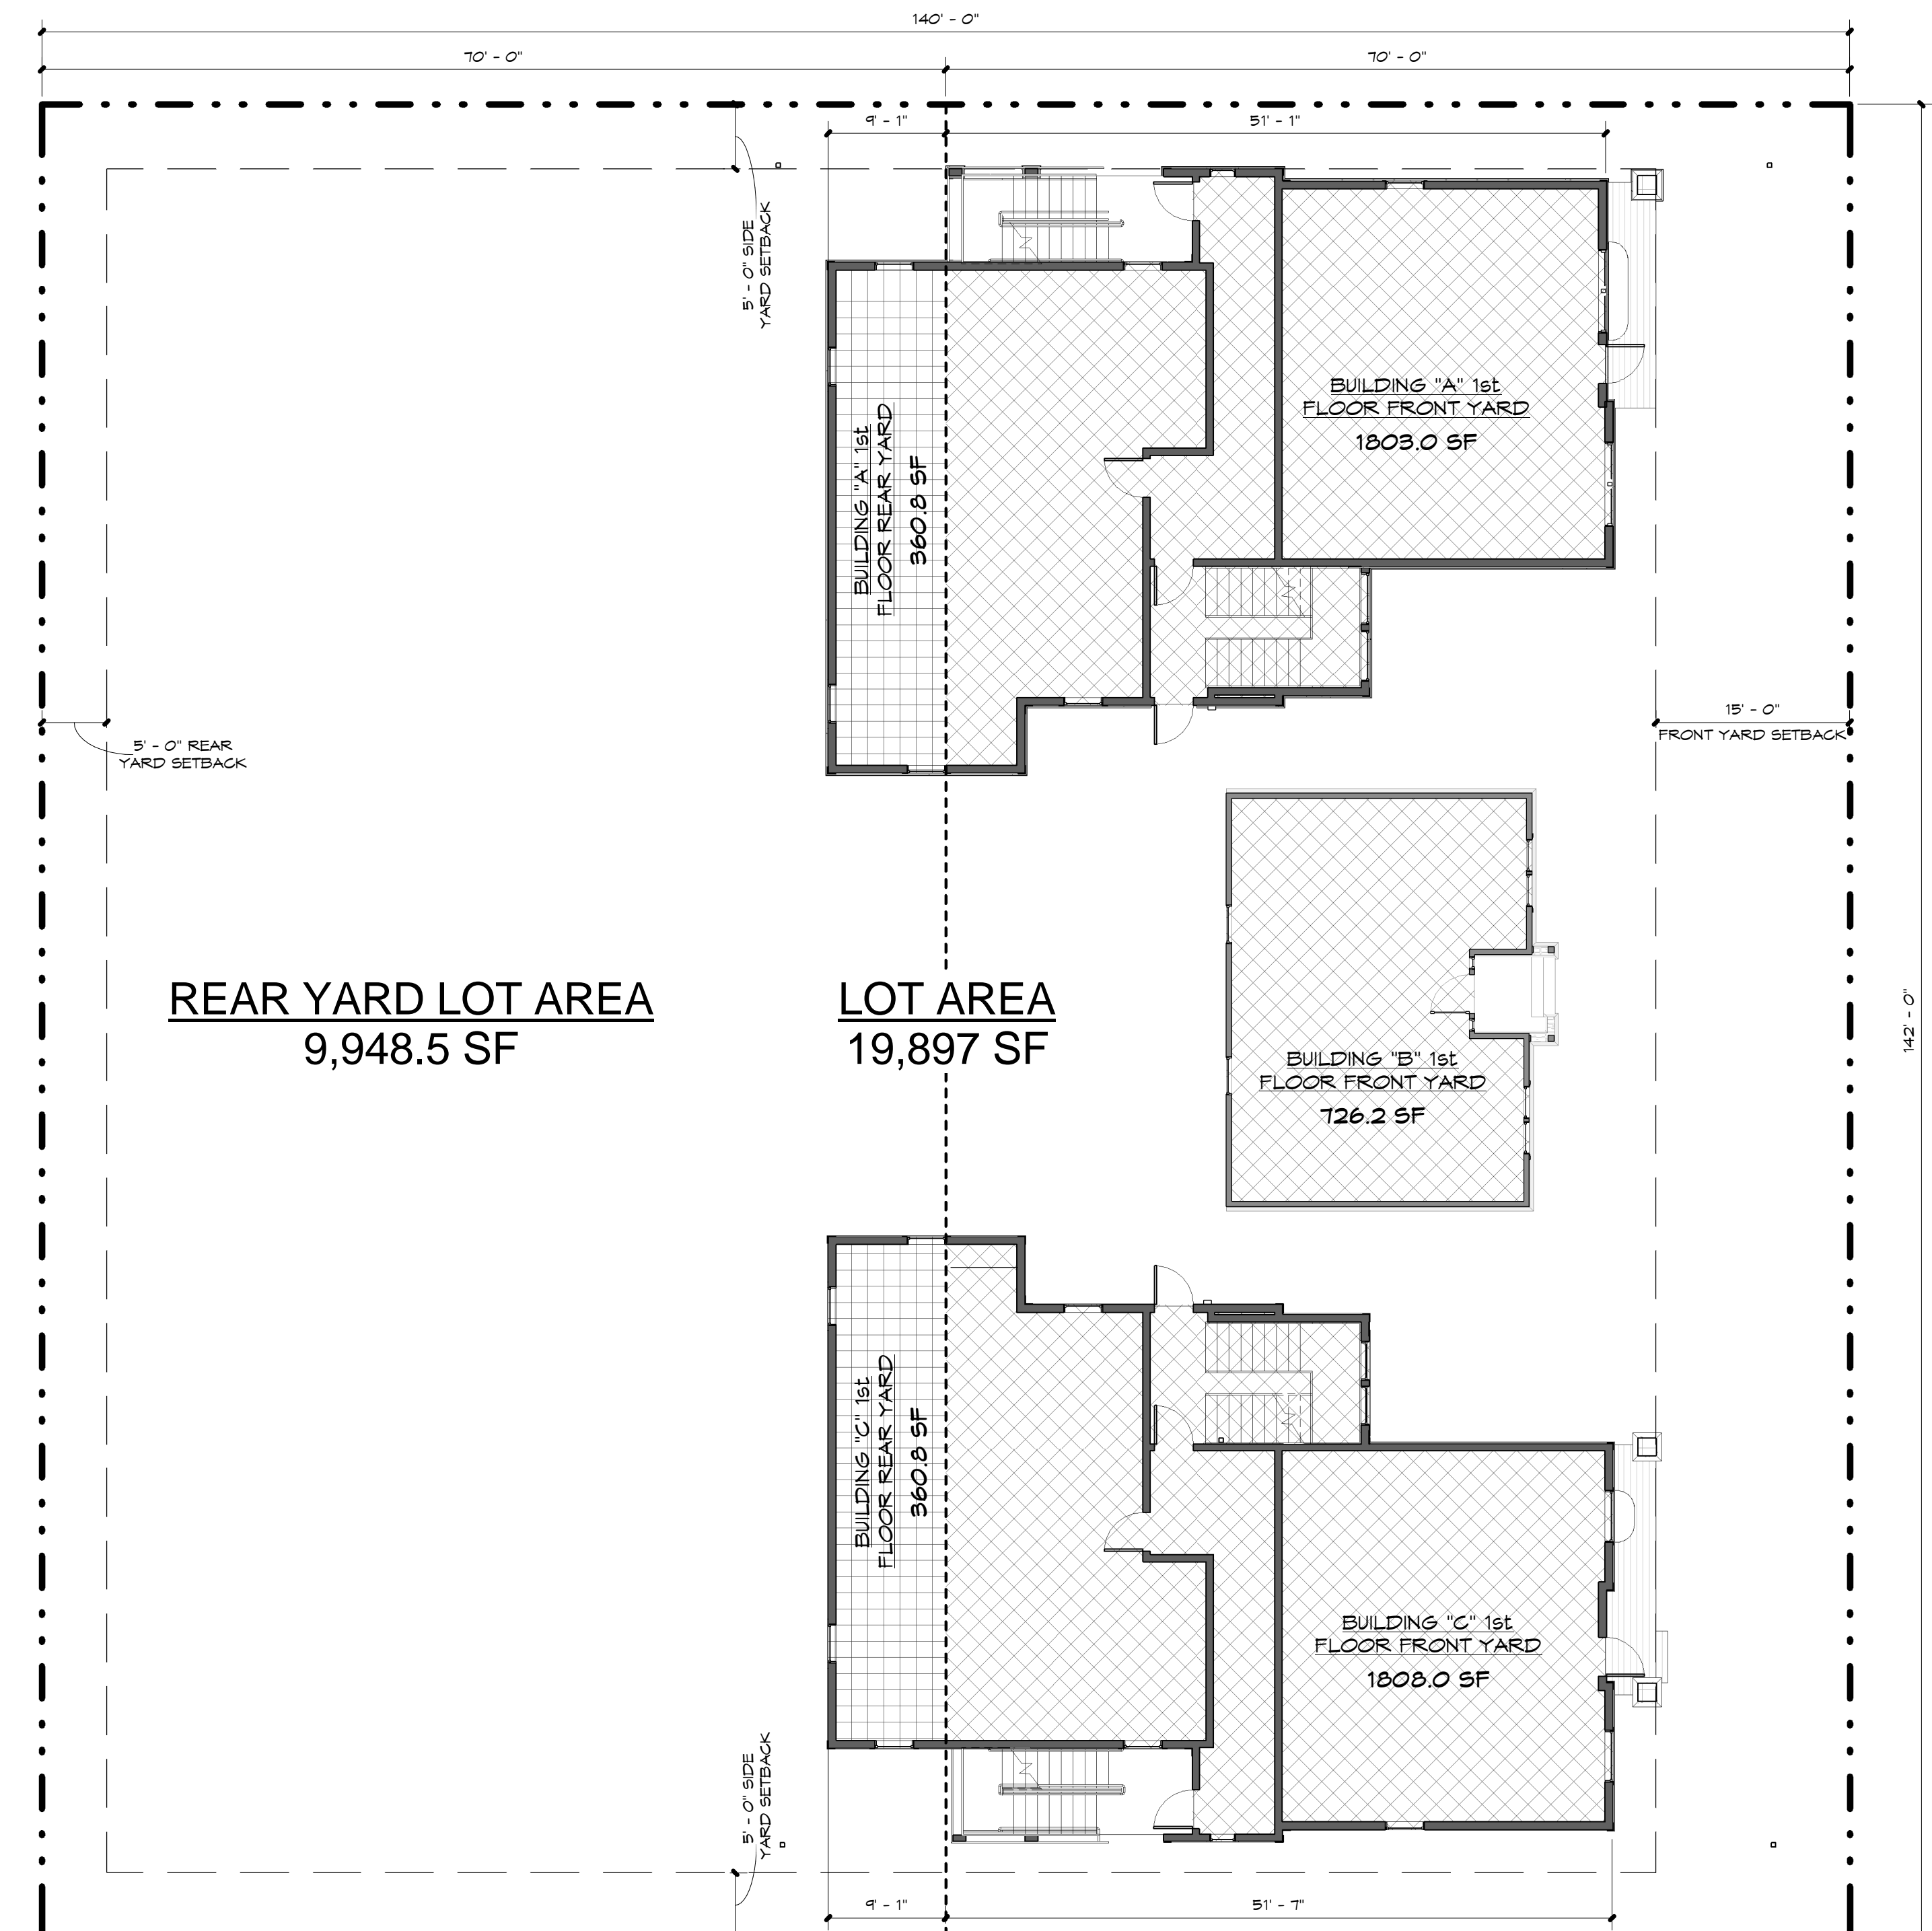 140' - 0"
70' - 0"
70' - 0"
9' - 1"
51' - 1"
5' - 0" SIDE
YARD SETBACK
BUILDING "A" 1st
FLOOR REAR YARD
360.8 SF
BUILDING "A" 1st
FLOOR FRONT YARD
1803.0 SF
5' - 0" REAR
YARD SETBACK
15' - 0"
FRONT YARD SETBACK
REAR YARD LOT AREA
9,948.5 SF
LOT AREA
19,897 SF
BUILDING "B" 1st
FLOOR FRONT YARD
726.2 SF
142' - 0"
BUILDING "C" 1st
FLOOR REAR YARD
360.8 SF
BUILDING "C" 1st
FLOOR FRONT YARD
1808.0 SF
5' - 0" SIDE
YARD SETBACK
9' - 1"
51' - 7"